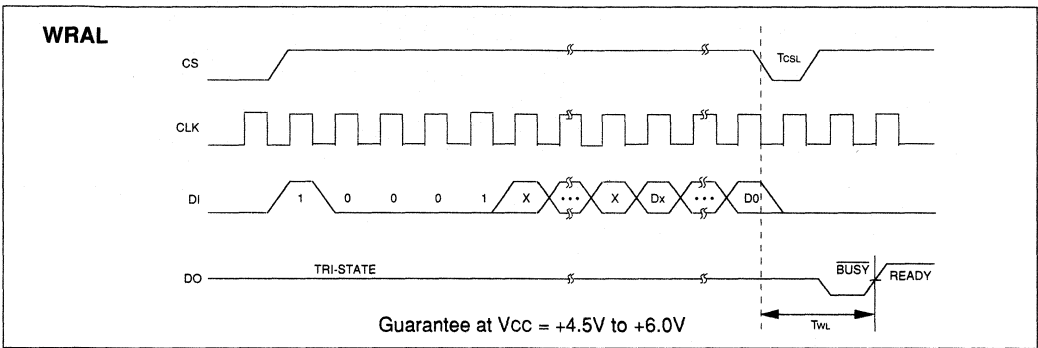 WRAL
CS
TCSL
CLK
DI
1 0 0 0 1 X ••• X Dx ••• D0
DO
TRI-STATE
BUSY
READY
TWL
Guarantee at VCC = +4.5V to +6.0V